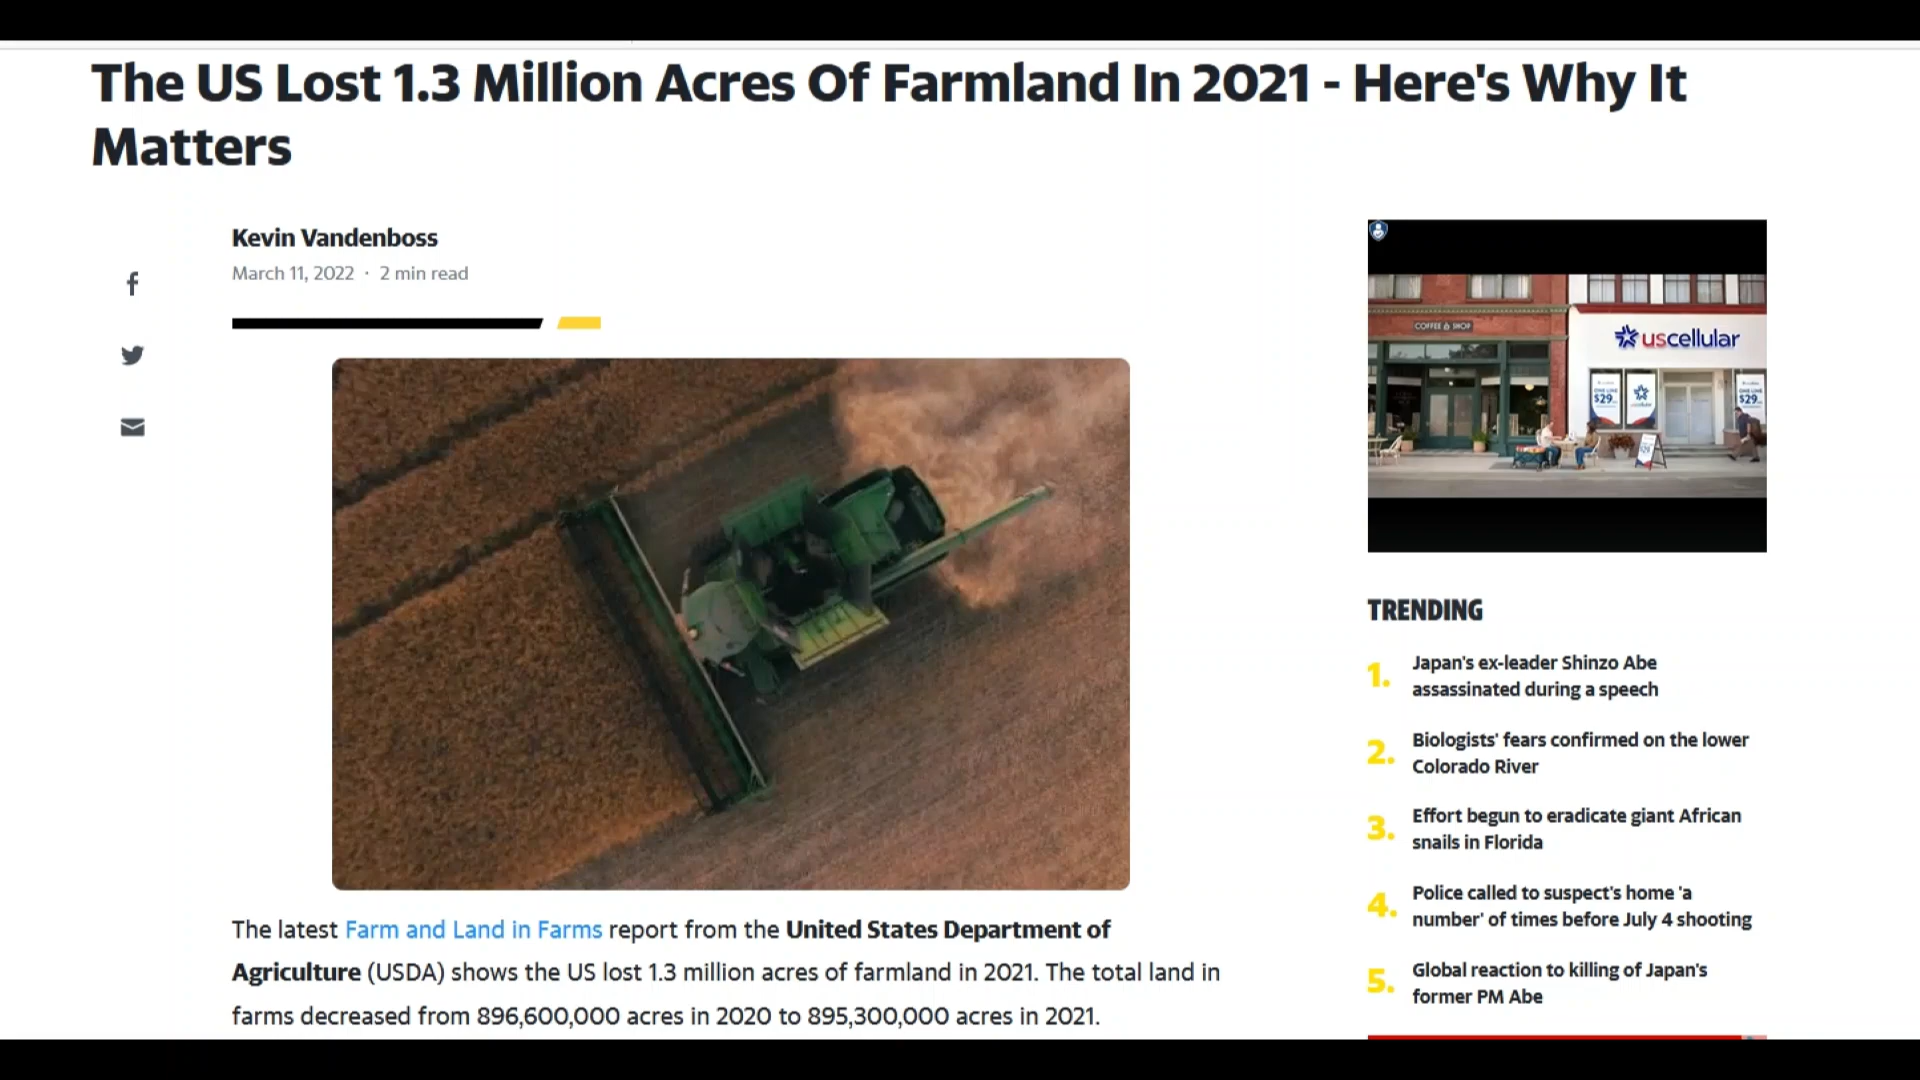 The US Lost 1.3 Million Acres Of Farmland In 2021 - Here's Why It
Matters
Kevin Vandenboss
March 11, 2022 · 2 min read
The latest Farm and Land in Farms report from the United States Department of
Agriculture (USDA) shows the US lost 1.3 million acres of farmland in 2021. The total land in
farms decreased from 896,600,000 acres in 2020 to 895,300,000 acres in 2021.
COFFEE & SHOP
uscellular
$29
$29
TRENDING
1. Japan's ex-leader Shinzo Abe
assassinated during a speech
2. Biologists' fears confirmed on the lower
Colorado River
3. Effort begun to eradicate giant African
snails in Florida
4. Police called to suspect's home 'a
number' of times before July 4 shooting
5. Global reaction to killing of Japan's
former PM Abe